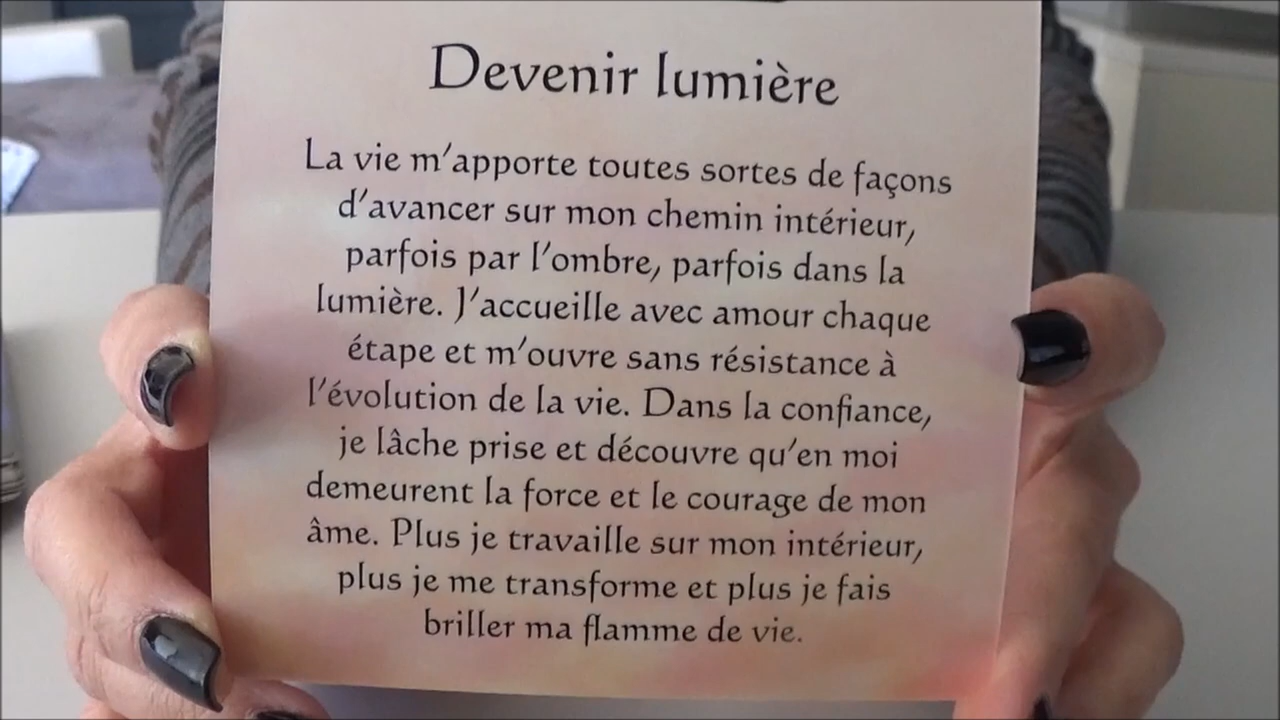 Devenir lumière
La vie m'apporte toutes sortes de façons
d'avancer sur mon chemin intérieur,
parfois par l'ombre, parfois dans la
lumière. J'accueille avec amour chaque
étape et m'ouvre sans résistance à
l'évolution de la vie. Dans la confiance,
je lâche prise et découvre qu'en moi
demeurent la force et le courage de mon
âme. Plus je travaille sur mon intérieur,
plus je me transforme et plus je fais
briller ma flamme de vie.